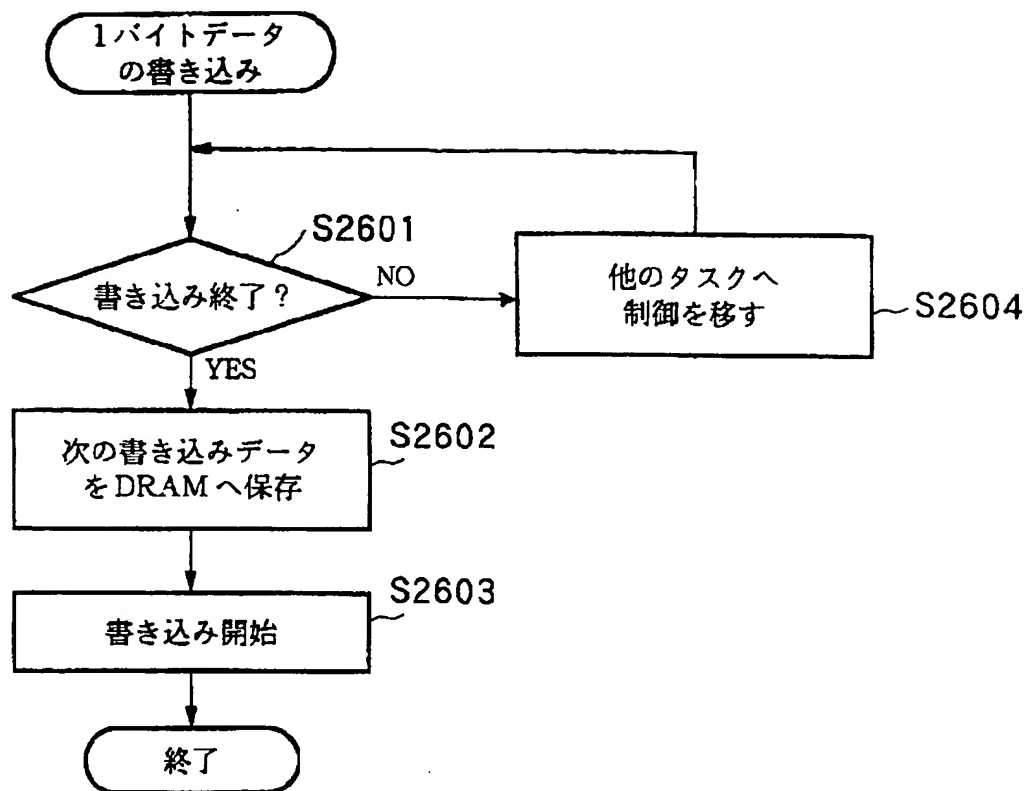 1バイトデータ
の書き込み
S2601
書き込み終了?
NO
他のタスクへ
制御を移す
S2604
YES
S2602
次の書き込みデータ
をDRAMへ保存
S2603
書き込み開始
終了